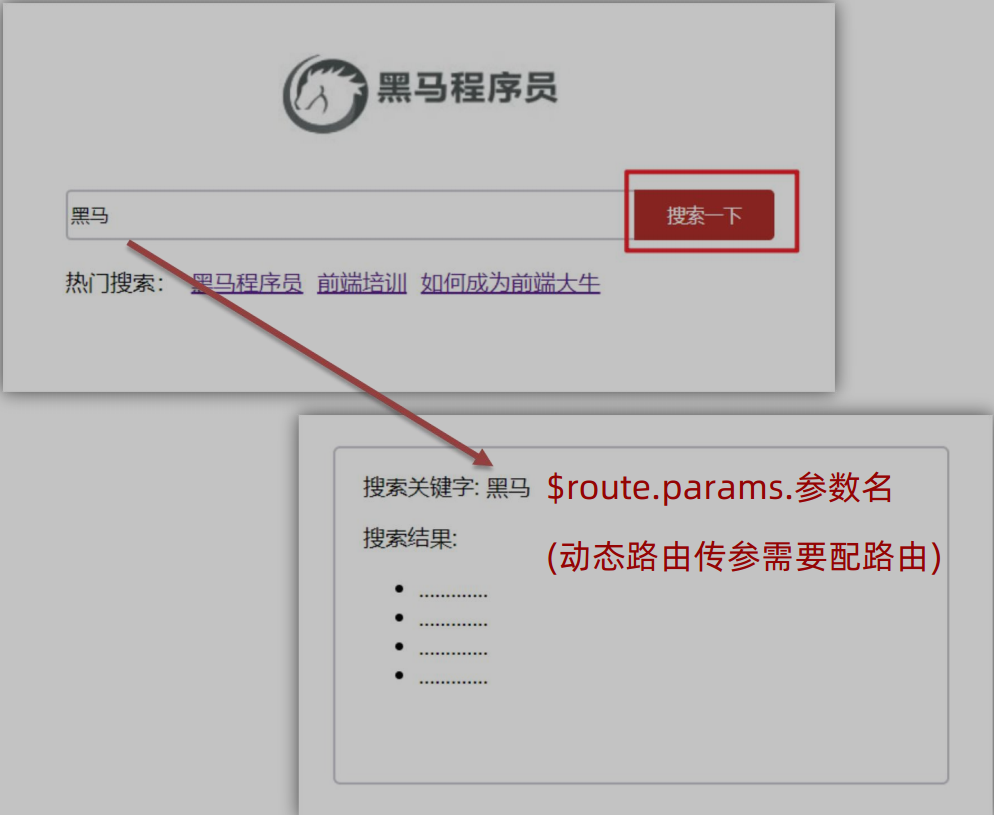 黑马程序员
黑马
搜索一下
热门搜索: 黑马程序员 前端培训 如何成为前端大牛
搜索关键字: 黑马 $route.params.参数名
搜索结果:
(动态路由传参需要配路由)
.............
.............
.............
.............